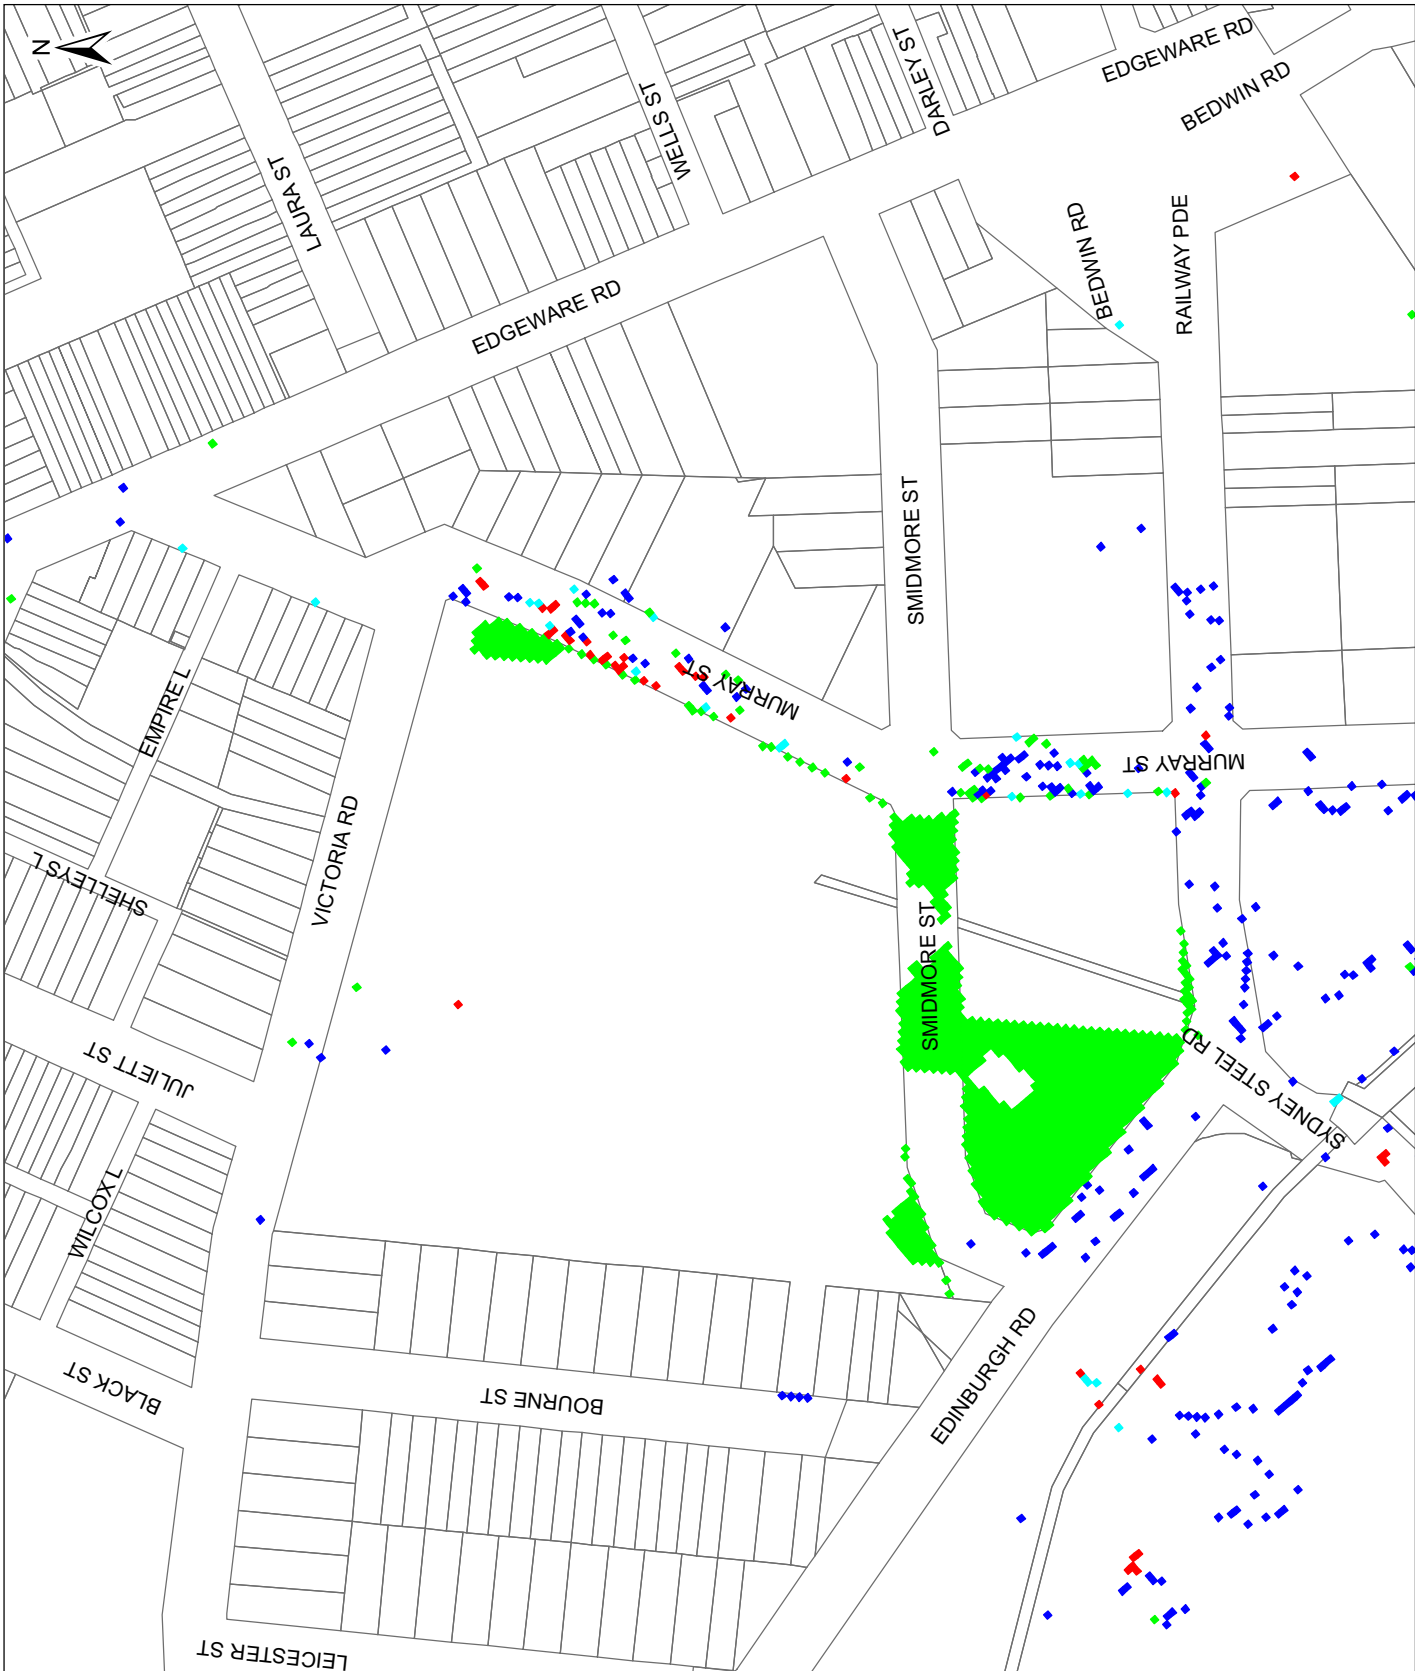 N
EDGEWARE RD
DARLEY ST
BEDWIN RD
WELLS ST
LAURA ST
BEDWIN RD
RAILWAY PDE
EDGEWARE RD
SMIDMORE ST
MURRAY ST
EMPIRE L
MURRAY ST
VICTORIA RD
SHELLEYS L
SMIDMORE ST
JULIETT ST
SYDNEY STEEL RD
WILCOX L
EDINBURGH RD
BLACK ST
BOURNE ST
LEICESTER ST